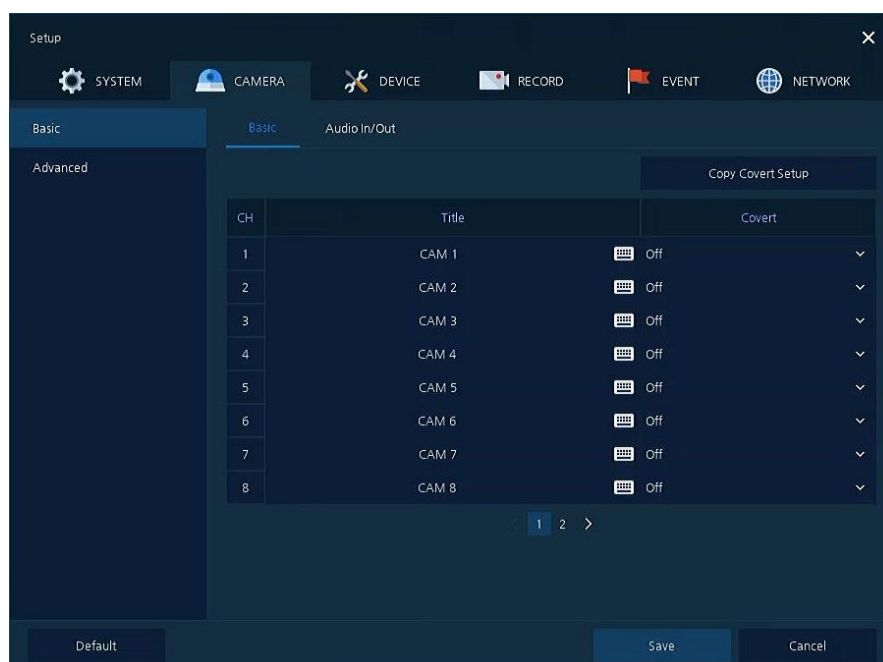 Setup
SYSTEM CAMERA DEVICE RECORD EVENT NETWORK
Basic Basic Audio In/Out
Advanced Copy Covert Setup
CH Title Covert
1 CAM 1 Off
2 CAM 2 Off
3 CAM 3 Off
4 CAM 4 Off
5 CAM 5 Off
6 CAM 6 Off
7 CAM 7 Off
8 CAM 8 Off
1 2
Default Save Cancel